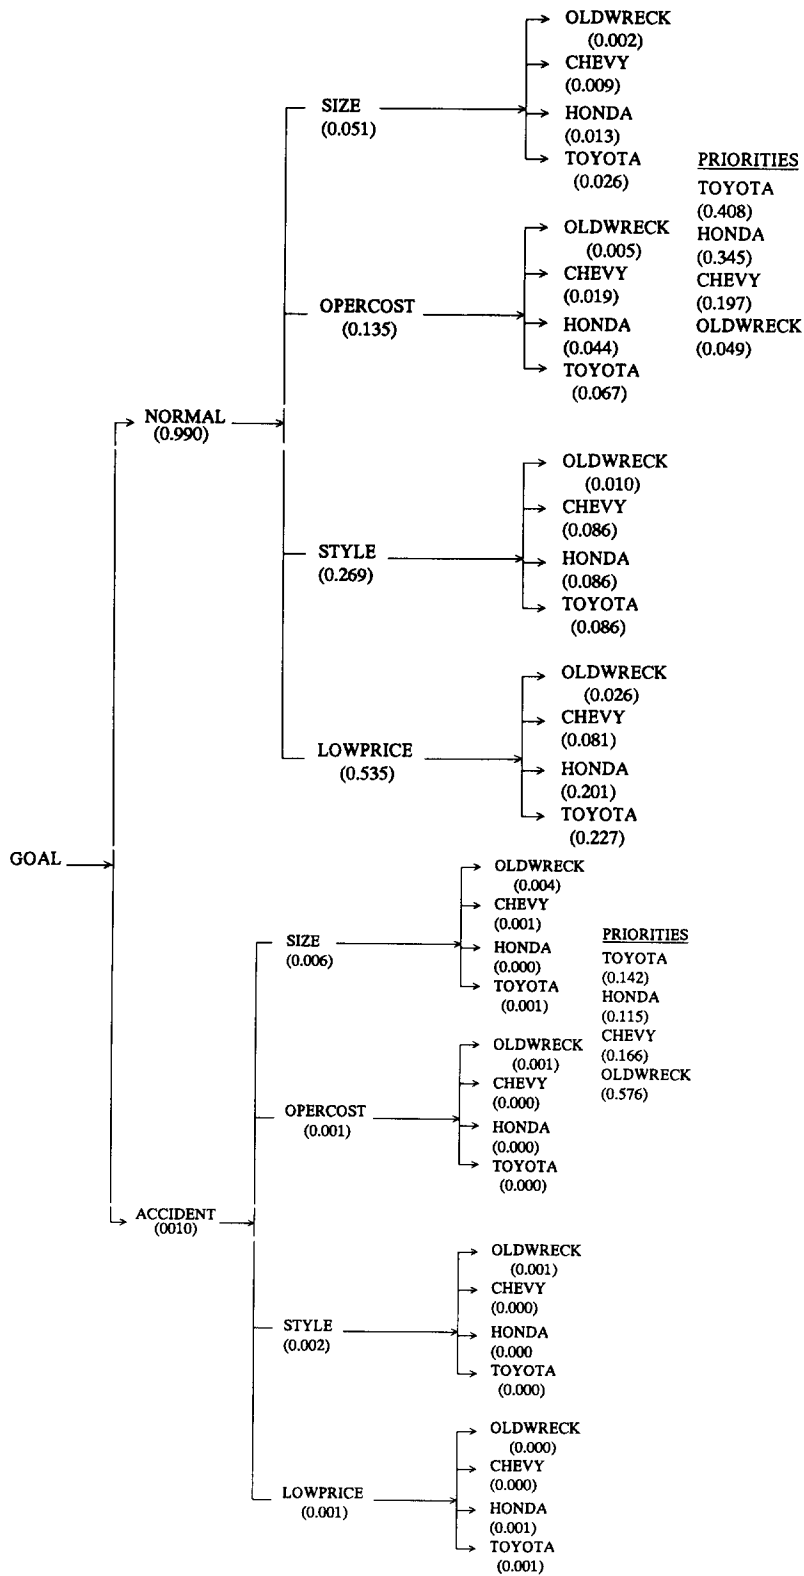 OLDWRECK
(0.002)
CHEVY
(0.009)
SIZE
(0.051)
HONDA
(0.013)
TOYOTA
(0.026)
PRIORITIES
TOYOTA
(0.408)
HONDA
(0.345)
CHEVY
(0.197)
OLDWRECK
(0.049)
OLDWRECK
(0.005)
CHEVY
(0.019)
OPERCOST
(0.135)
HONDA
(0.044)
TOYOTA
(0.067)
NORMAL
(0.990)
OLDWRECK
(0.010)
CHEVY
(0.086)
STYLE
(0.269)
HONDA
(0.086)
TOYOTA
(0.086)
OLDWRECK
(0.026)
CHEVY
(0.081)
LOWPRICE
(0.535)
HONDA
(0.201)
TOYOTA
(0.227)
GOAL
OLDWRECK
(0.004)
CHEVY
(0.001)
SIZE
(0.006)
HONDA
(0.000)
TOYOTA
(0.001)
PRIORITIES
TOYOTA
(0.142)
HONDA
(0.115)
CHEVY
(0.166)
OLDWRECK
(0.576)
OLDWRECK
(0.001)
CHEVY
(0.000)
OPERCOST
(0.001)
HONDA
(0.000)
TOYOTA
(0.000)
ACCIDENT
(0010)
OLDWRECK
(0.001)
CHEVY
(0.000)
STYLE
(0.002)
HONDA
(0.000
TOYOTA
(0.000)
OLDWRECK
(0.000)
CHEVY
(0.000)
LOWPRICE
(0.001)
HONDA
(0.001)
TOYOTA
(0.001)